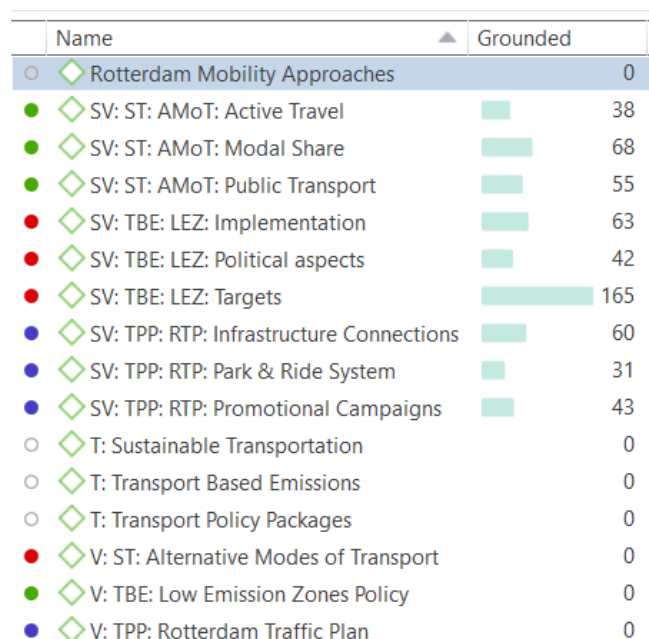 Name Grounded
Rotterdam Mobility Approaches 0
SV: ST: AMoT: Active Travel 38
SV: ST: AMoT: Modal Share 68
SV: ST: AMoT: Public Transport 55
SV: TBE: LEZ: Implementation 63
SV: TBE: LEZ: Political aspects 42
SV: TBE: LEZ: Targets 165
SV: TPP: RTP: Infrastructure Connections 60
SV: TPP: RTP: Park & Ride System 31
SV: TPP: RTP: Promotional Campaigns 43
T: Sustainable Transportation 0
T: Transport Based Emissions 0
T: Transport Policy Packages 0
V: ST: Alternative Modes of Transport 0
V: TBE: Low Emission Zones Policy 0
V: TPP: Rotterdam Traffic Plan 0